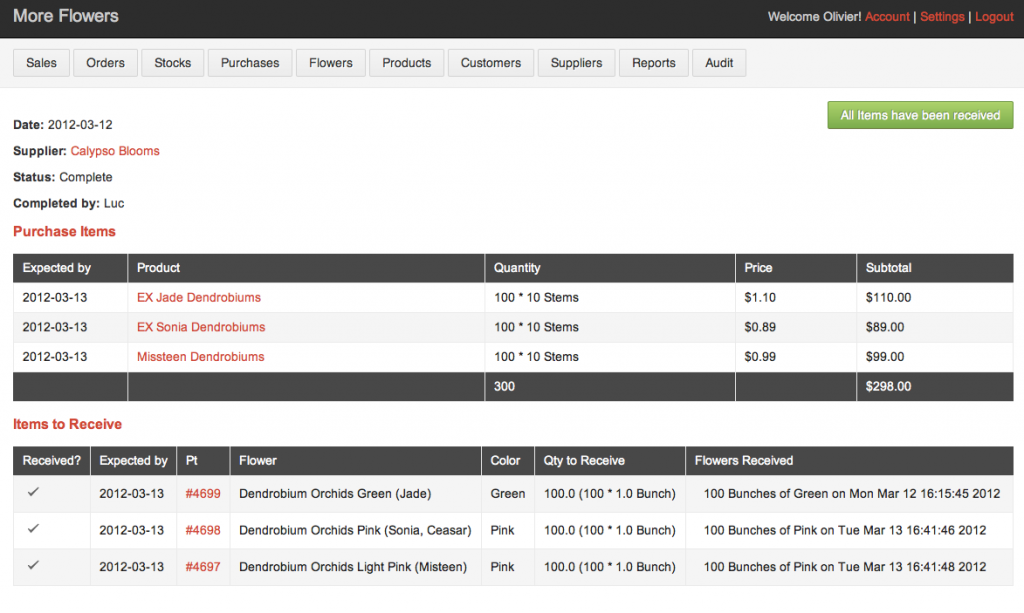 More Flowers
Welcome Olivier! Account | Settings | Logout
Sales Orders Stocks Purchases Flowers Products Customers Suppliers Reports Audit
All Items have been received
Date: 2012-03-12
Supplier: Calypso Blooms
Status: Complete
Completed by: Luc
Purchase Items
Expected by Product Quantity Price Subtotal
2012-03-13 EX Jade Dendrobiums 100 * 10 Stems $1.10 $110.00
2012-03-13 EX Sonia Dendrobiums 100 * 10 Stems $0.89 $89.00
2012-03-13 Missteen Dendrobiums 100 * 10 Stems $0.99 $99.00
300 $298.00
Items to Receive
Received? Expected by Pt Flower Color Qty to Receive Flowers Received
2012-03-13 #4699 Dendrobium Orchids Green (Jade) Green 100.0 (100 * 1.0 Bunch) 100 Bunches of Green on Mon Mar 12 16:15:45 2012
2012-03-13 #4698 Dendrobium Orchids Pink (Sonia, Ceasar) Pink 100.0 (100 * 1.0 Bunch) 100 Bunches of Pink on Tue Mar 13 16:41:46 2012
2012-03-13 #4697 Dendrobium Orchids Light Pink (Misteen) Pink 100.0 (100 * 1.0 Bunch) 100 Bunches of Pink on Tue Mar 13 16:41:48 2012